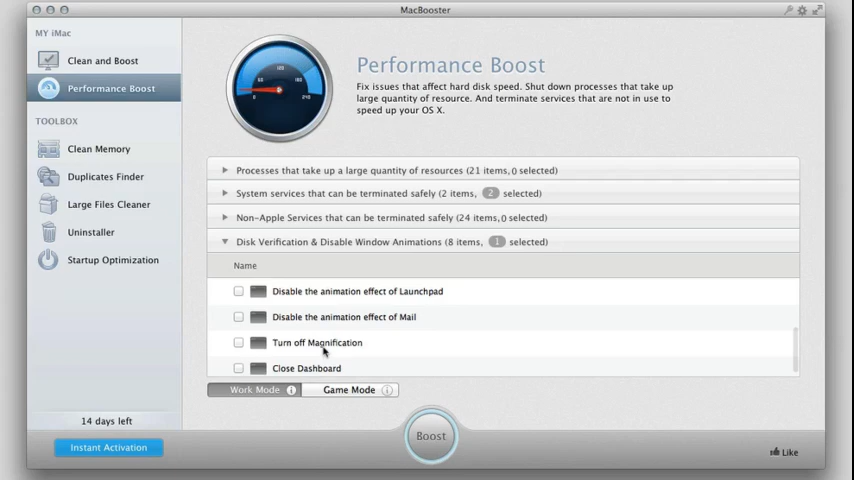 MacBooster
MY iMac
Clean and Boost
Performance Boost
TOOLBOX
Clean Memory
Duplicates Finder
Large Files Cleaner
Uninstaller
Startup Optimization
14 days left
Instant Activation
60
120
180
0
240
Performance Boost
Fix issues that affect hard disk speed. Shut down processes that take up
large quantity of resource. And terminate services that are not in use to
speed up your OS X.
Processes that take up a large quantity of resources (21 items,0 selected)
System services that can be terminated safely (2 items, 2 selected)
Non-Apple Services that can be terminated safely (24 items,0 selected)
Disk Verification & Disable Window Animations (8 items, 1 selected)
Name
Disable the animation effect of Launchpad
Disable the animation effect of Mail
Turn off Magnification
Close Dashboard
Work Mode i Game Mode i
Boost
Like